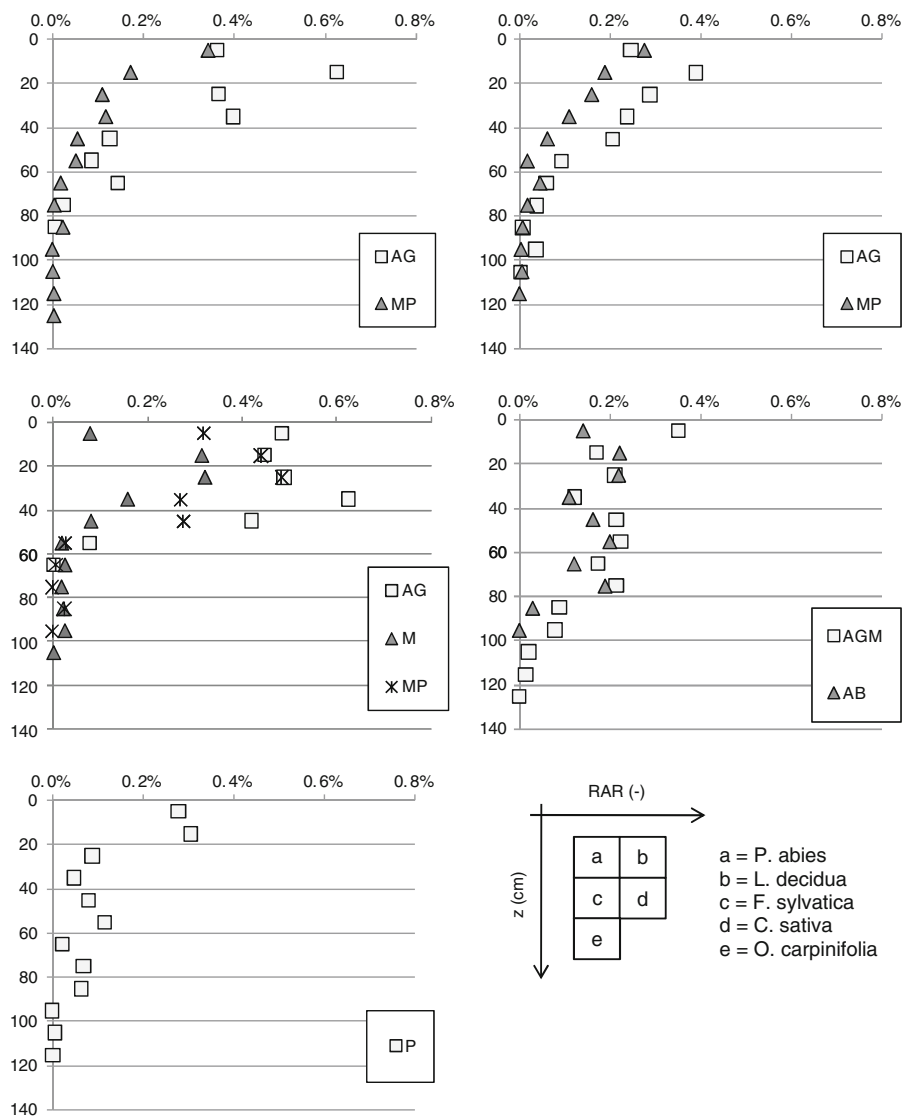 0.0% 0.2% 0.4% 0.6% 0.8%
0
20
40
60
80
100
120
140
AG
MP
0.0% 0.2% 0.4% 0.6% 0.8%
0
20
40
60
80
100
120
140
AG
MP
0.0% 0.2% 0.4% 0.6% 0.8%
0
20
40
60
80
100
120
140
AG
M
MP
0.0% 0.2% 0.4% 0.6% 0.8%
0
20
40
60
80
100
120
140
AGM
AB
0.0% 0.2% 0.4% 0.6% 0.8%
0
20
40
60
80
100
120
140
P
RAR (-)
z (cm)
a b
c d
e
a = P. abies
b = L. decidua
c = F. sylvatica
d = C. sativa
e = O. carpinifolia